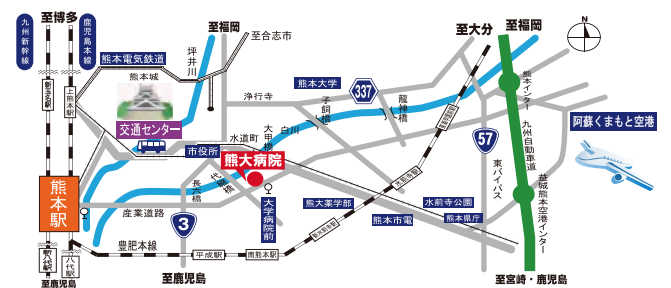 至博多
九州新幹線
鹿児島本線
至福岡
至大分
至福岡
N
坪井川
至合志市
熊本電気鉄道
熊本城
熊本大学
337
龍神橋
子飼橋
浄行寺
上熊本駅
新玉名駅
熊本インター
阿蘇くまもと空港
交通センター
水道町
大甲橋
白川
57
九州自動車道
市役所
熊大病院
東バイパス
水前寺駅
熊本駅
長六橋
代継橋
大学病院前
熊大薬学部
水前寺公園
益城熊本空港インター
産業道路
3
熊本市電
熊本県庁
新水前寺駅
豊肥本線
平成駅
南熊本駅
新八代駅
八代駅
至鹿児島
至鹿児島
至宮崎・鹿児島